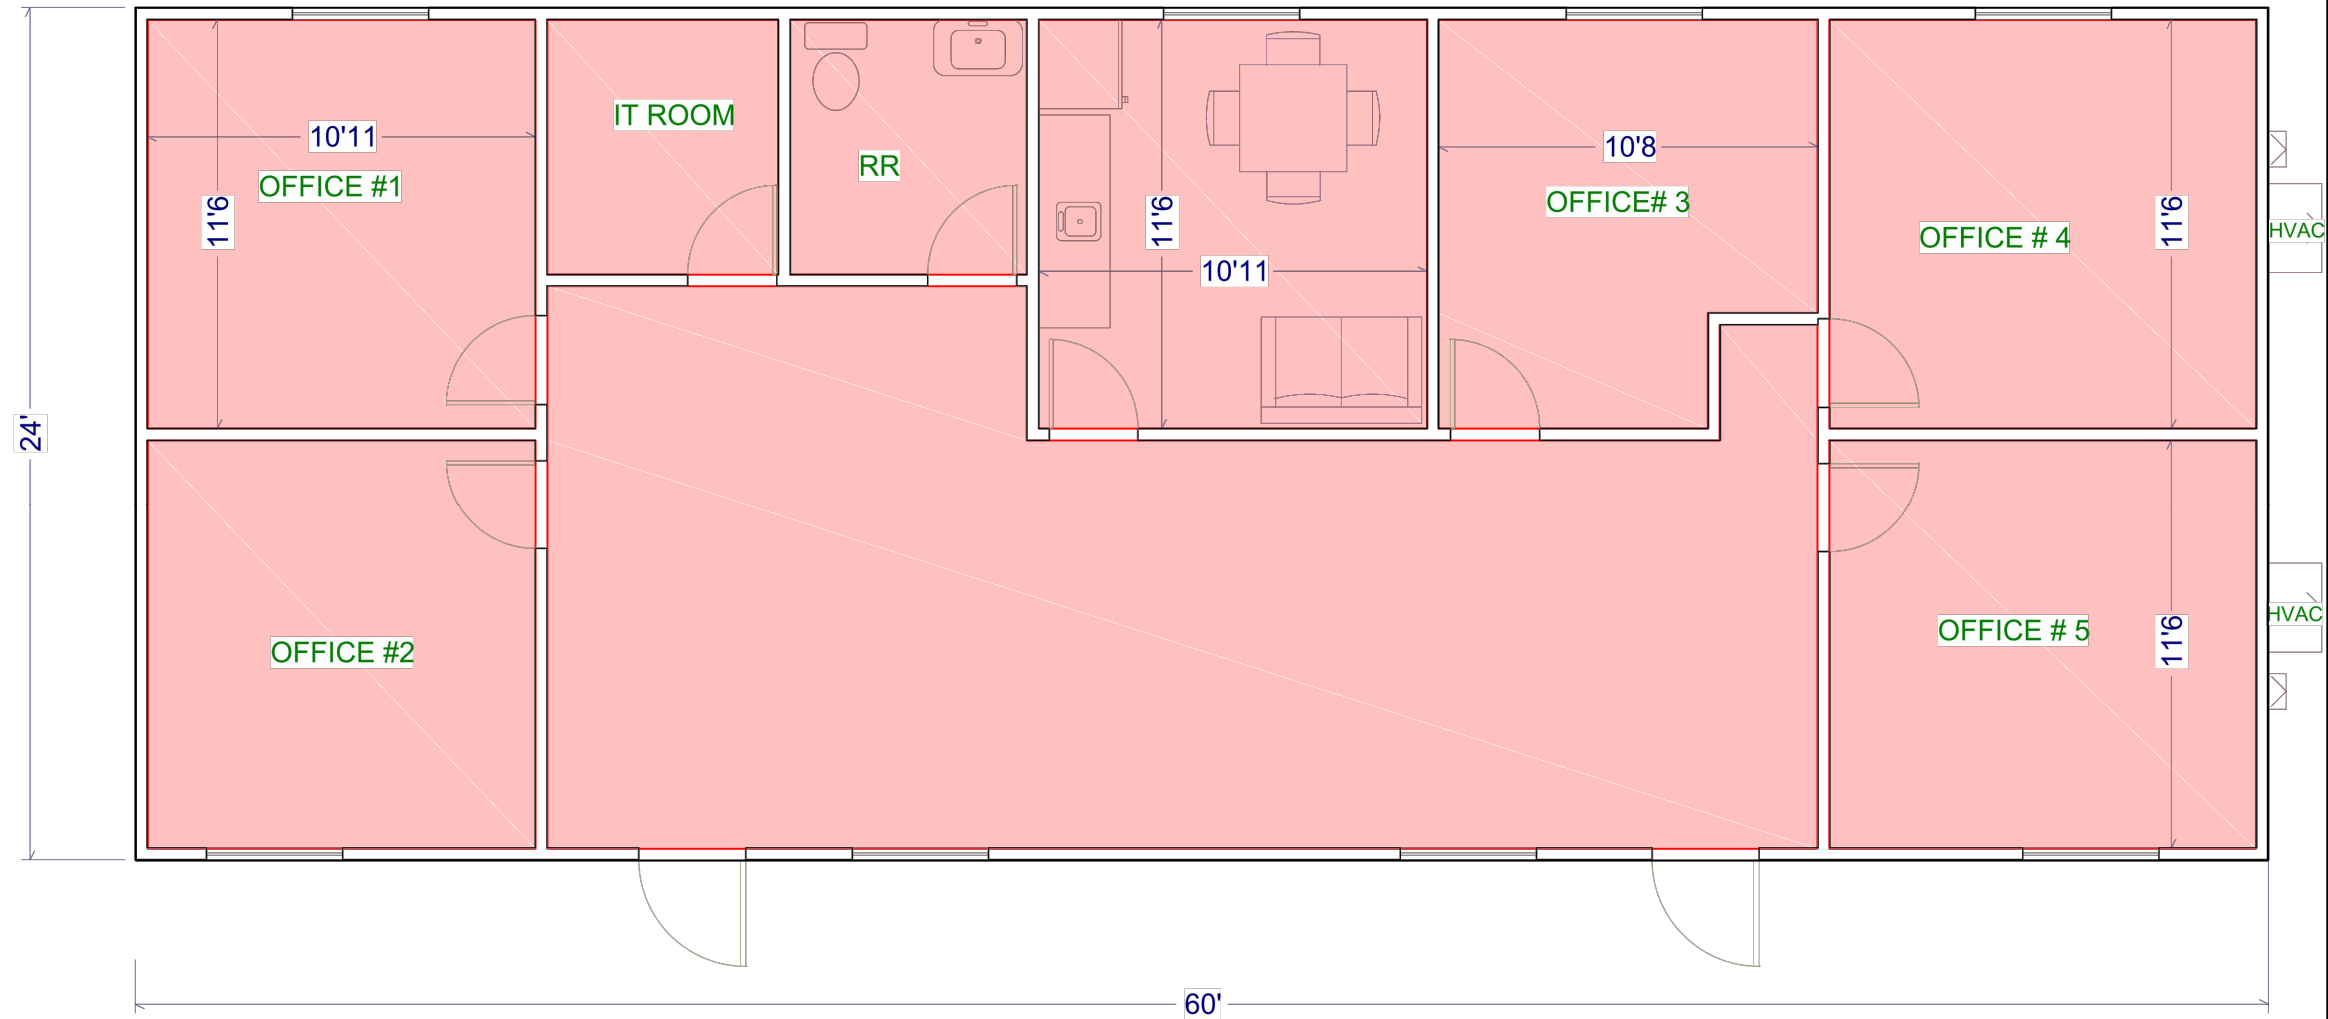 IT ROOM
10'11
10'8
RR
OFFICE #1
OFFICE# 3
11'6
11'6
11'6
HVAC
OFFICE # 4
10'11
24'
HVAC
OFFICE # 5
11'6
OFFICE #2
60'